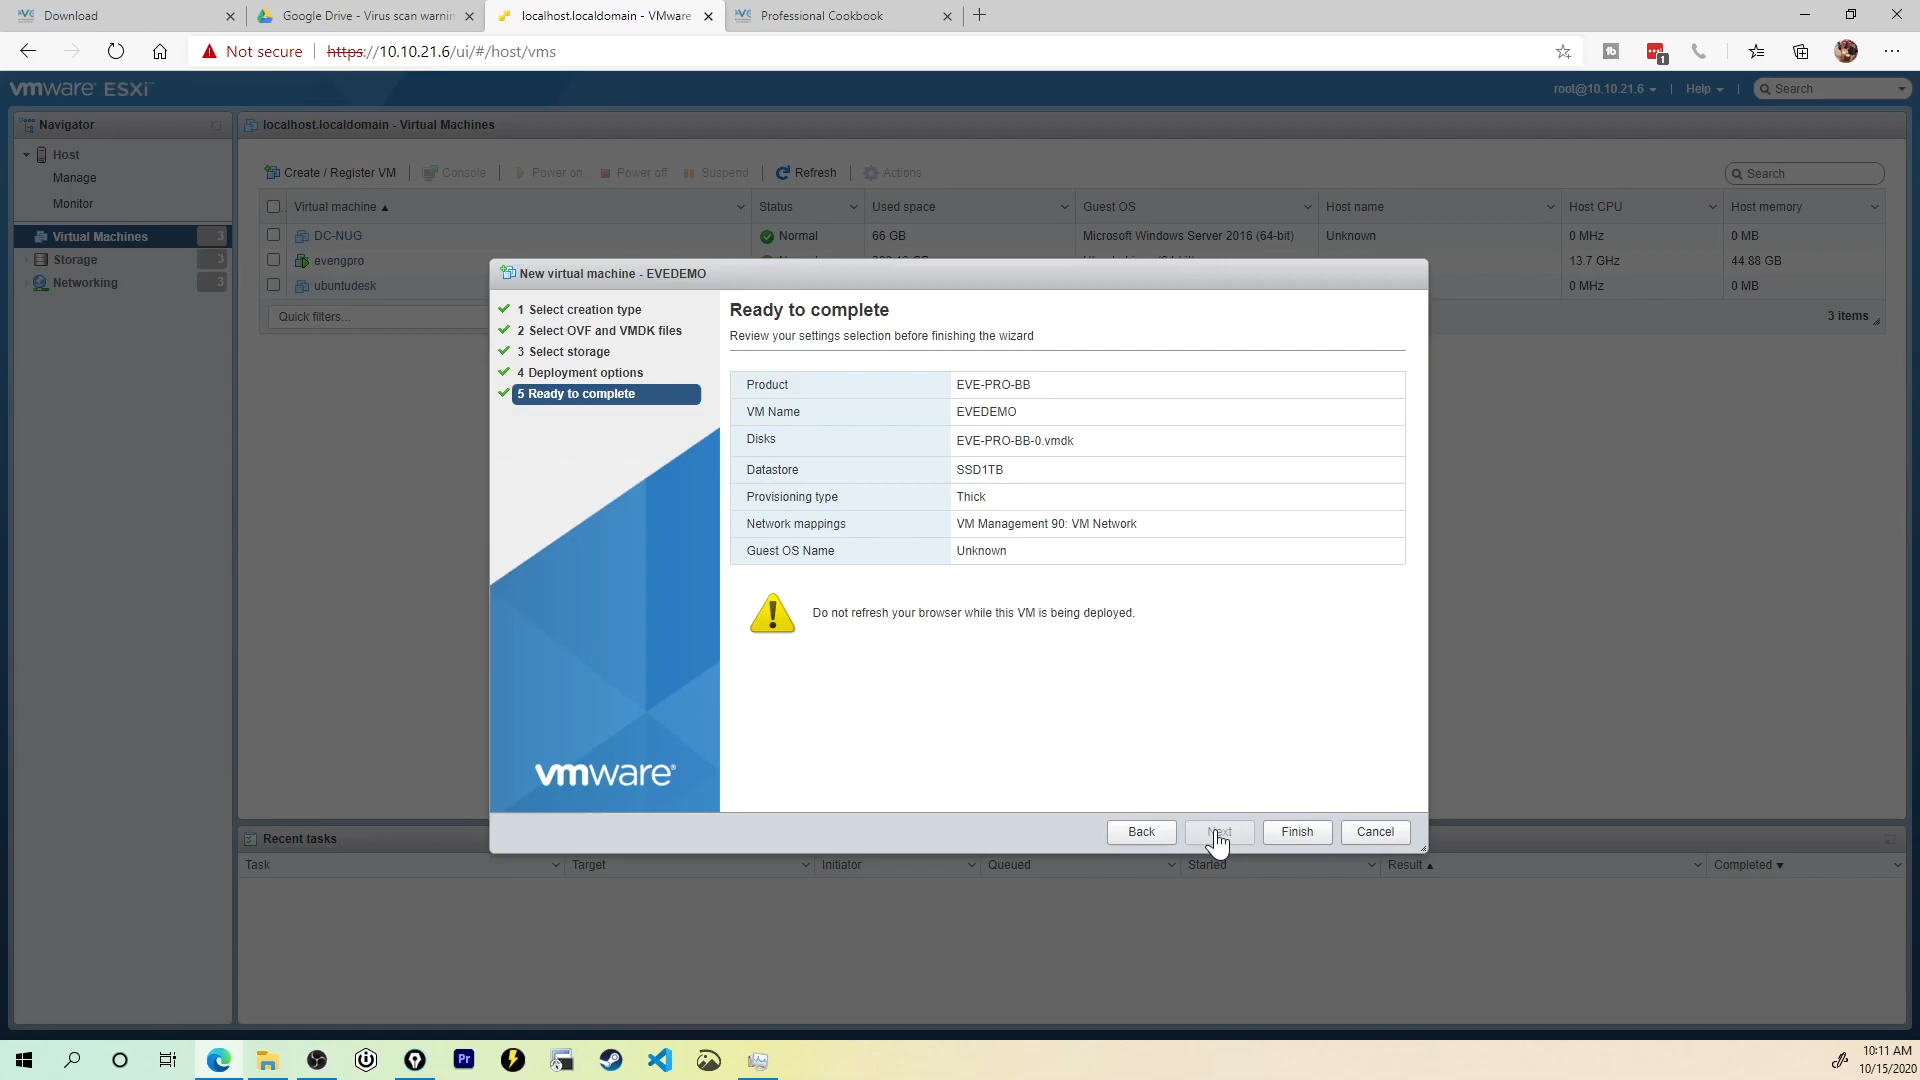 Download
Google Drive - Virus scan warnin
localhost.localdomain - VMware
Professional Cookbook
Not secure
https://10.10.21.6/ui/#/host/vms
1
vmware ESXi
root@10.10.21.6
Help
Search
Navigator
localhost.localdomain - Virtual Machines
Host
Manage
Monitor
Virtual Machines 3
Storage 3
Networking 3
Create / Register VM
Console
Power on
Power off
Suspend
Refresh
Actions
Search
Virtual machine
Status
Used space
Guest OS
Host name
Host CPU
Host memory
DC-NUG Normal 66 GB Microsoft Windows Server 2016 (64-bit) Unknown 0 MHz 0 MB
evengpro 13.7 GHz 44.88 GB
ubuntudesk 0 MHz 0 MB
Quick filters...
3 items
New virtual machine - EVEDEMO
1 Select creation type
2 Select OVF and VMDK files
3 Select storage
4 Deployment options
5 Ready to complete
vmware®
Ready to complete
Review your settings selection before finishing the wizard
Product EVE-PRO-BB
VM Name EVEDEMO
Disks EVE-PRO-BB-0.vmdk
Datastore SSD1TB
Provisioning type Thick
Network mappings VM Management 90: VM Network
Guest OS Name Unknown
Do not refresh your browser while this VM is being deployed.
Back
Next
Finish
Cancel
Recent tasks
Task
Target
Initiator
Queued
Started
Result
Completed
Pr
10:11 AM
10/15/2020